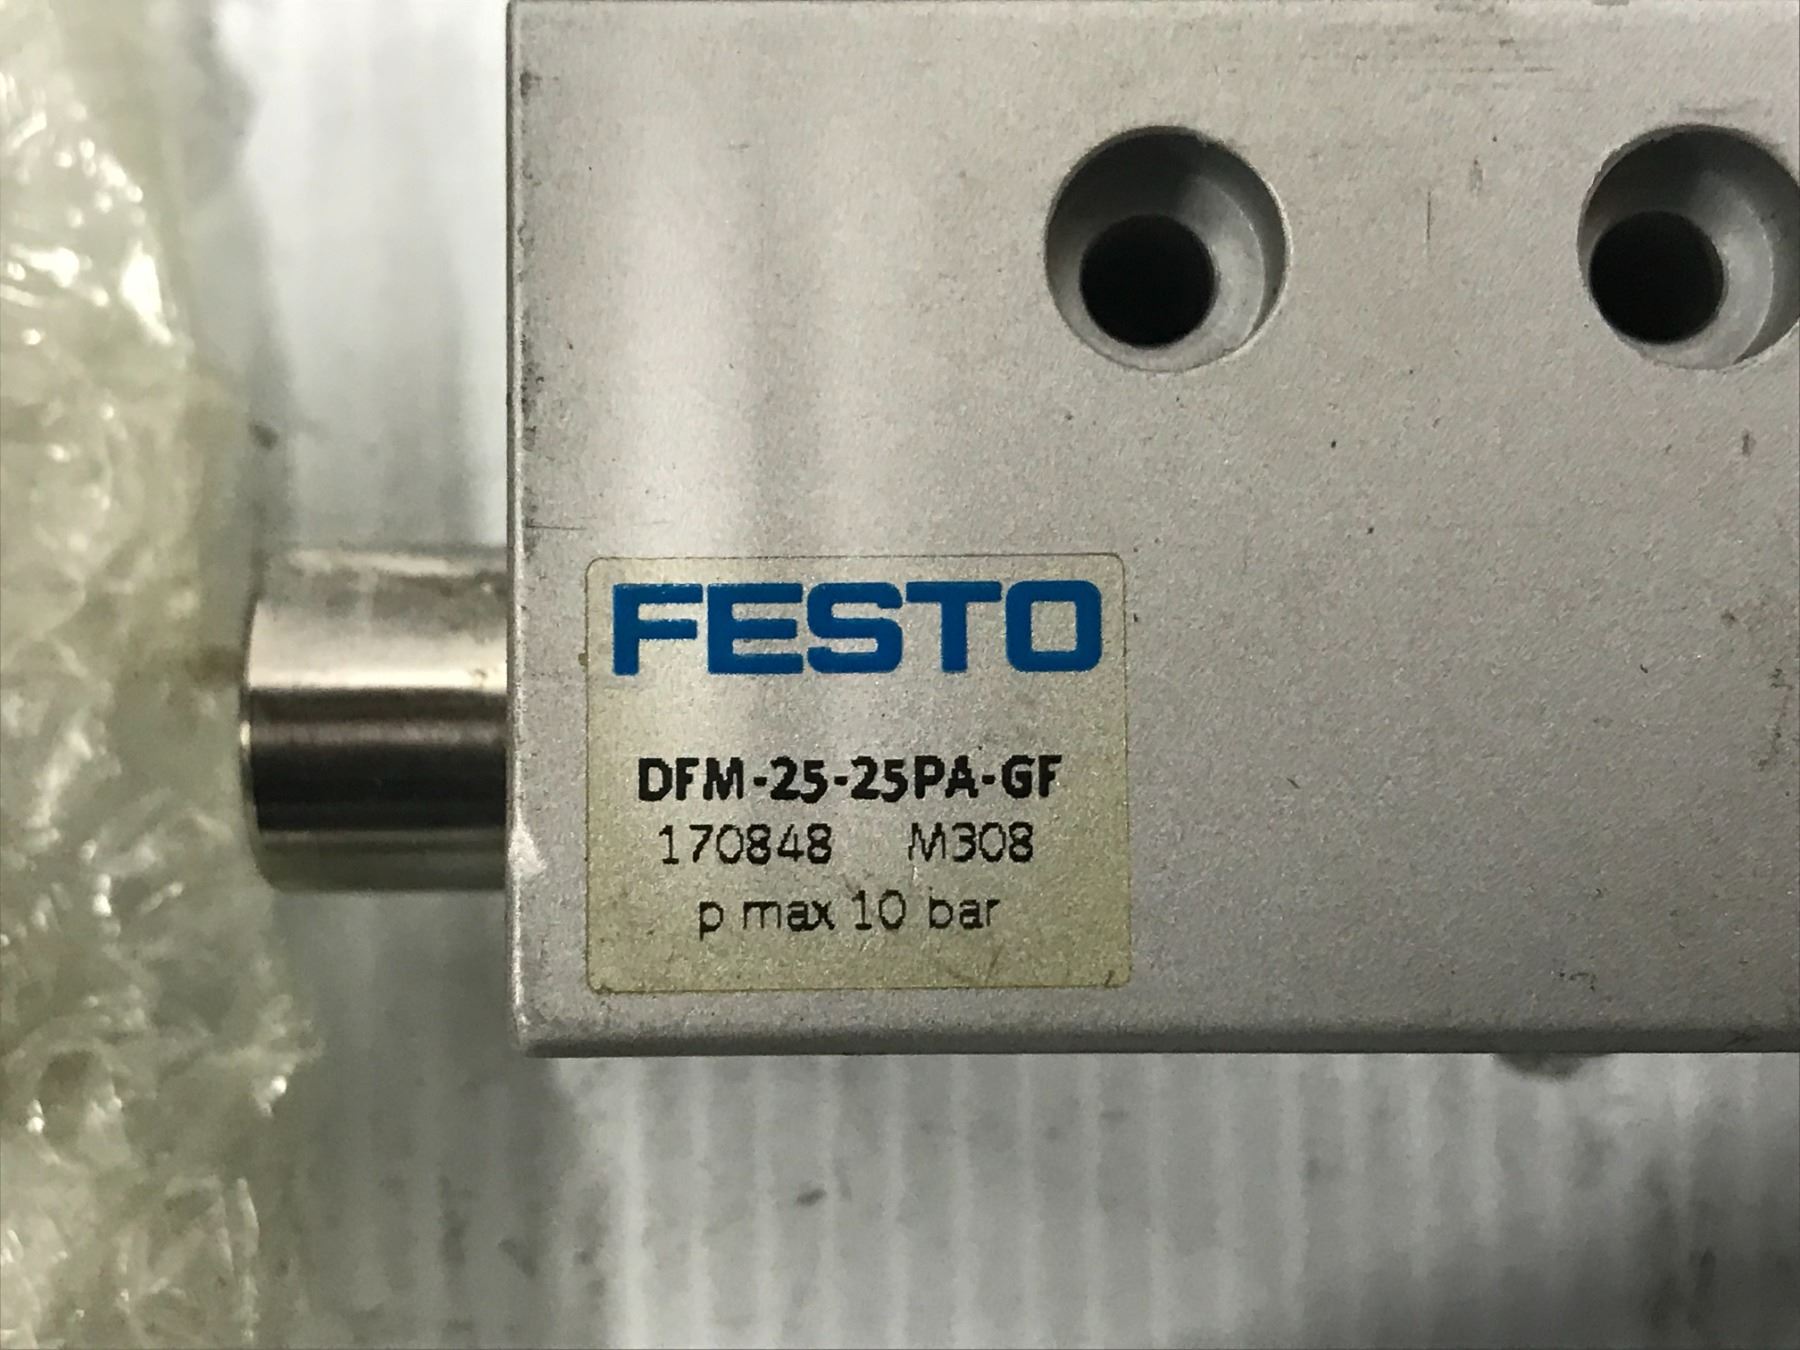 FESTO
DFM-25-25PA-GF
170848 M308
p max 10 bar